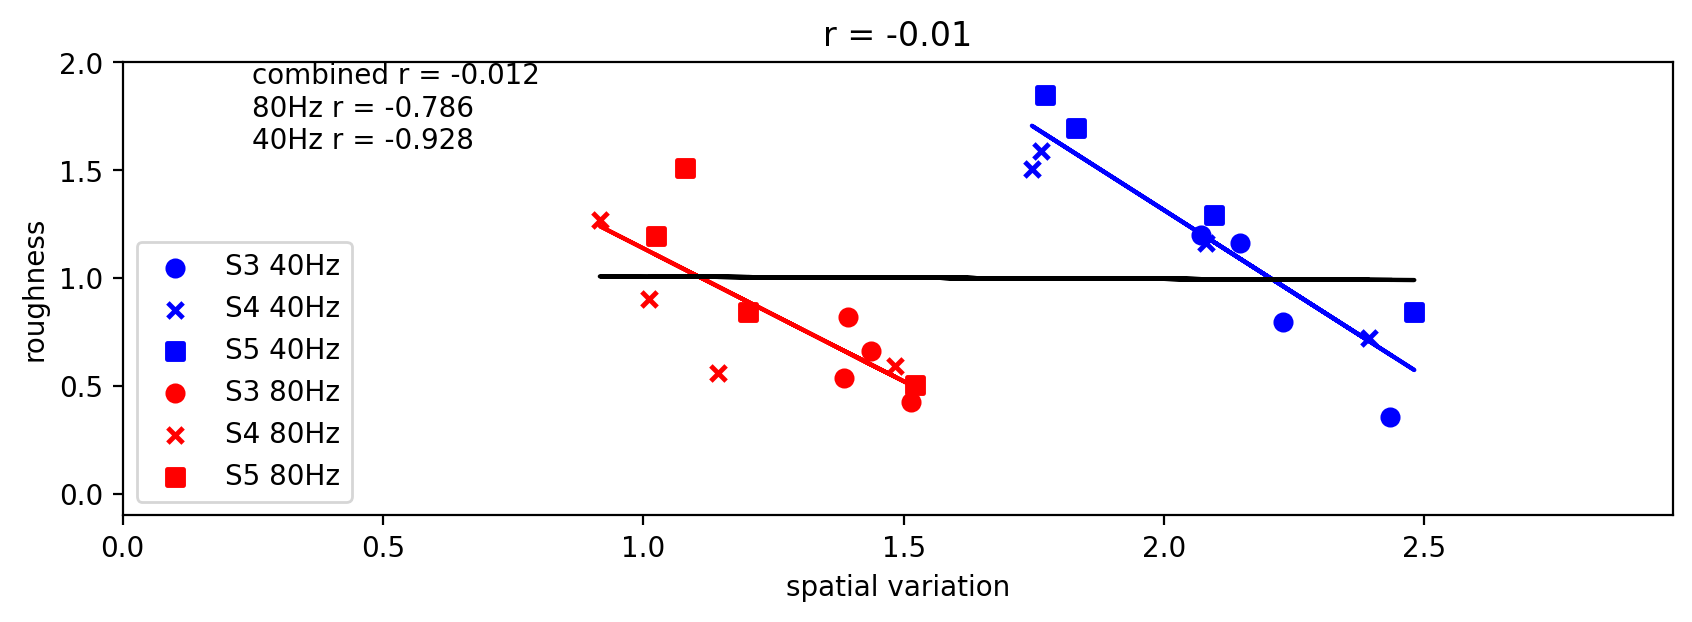 r = -0.01
combined r = -0.012
80Hz r = -0.786
40Hz r = -0.928
2.0
1.5
1.0
0.5
0.0
roughness
S3 40Hz
S4 40Hz
S5 40Hz
S3 80Hz
S4 80Hz
S5 80Hz
0.0 0.5 1.0 1.5 2.0 2.5
spatial variation